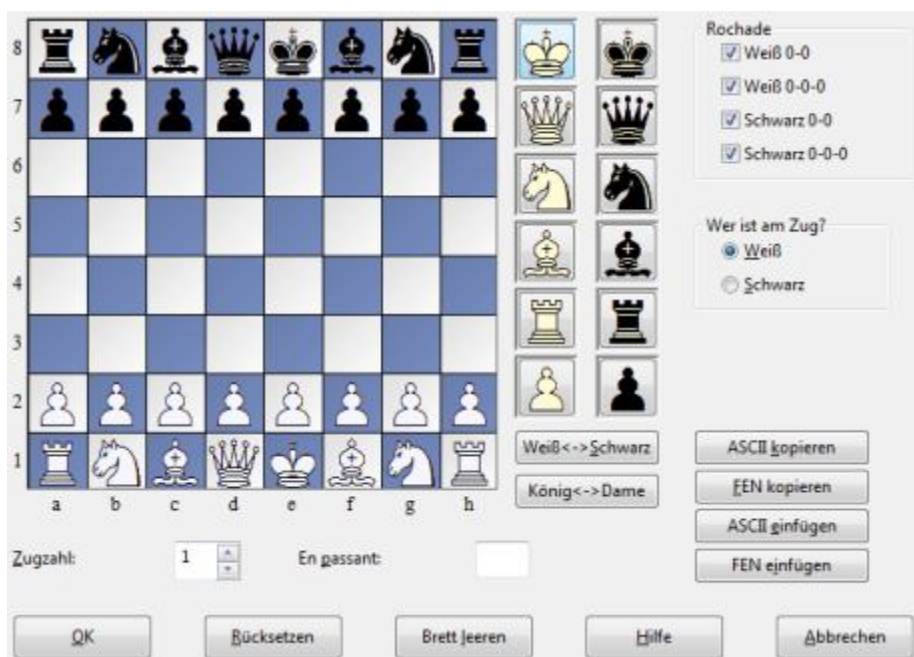 8
7
6
5
4
3
2
1
a b c d e f g h
Rochade
Weiß 0-0
Weiß 0-0-0
Schwarz 0-0
Schwarz 0-0-0
Wer ist am Zug?
Weiß
Schwarz
Weiß<->Schwarz
König<->Dame
ASCII kopieren
FEN kopieren
ASCII einfügen
FEN einfügen
Zugzahl: 1 En passant:
OK Rücksetzen Brett leeren Hilfe Abbrechen